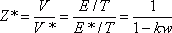 Z* = V / V* = (E / T) / (E* / T) = 1 / (1 − kw)